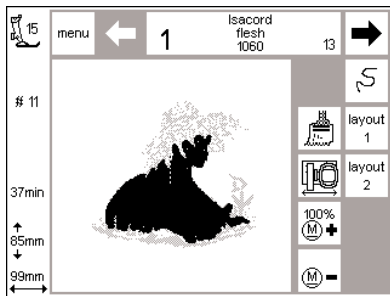 15
menu
1
Isacord
flesh
1060
13
# 11
layout
1
layout
2
37min
100%
M +
85mm
M -
99mm